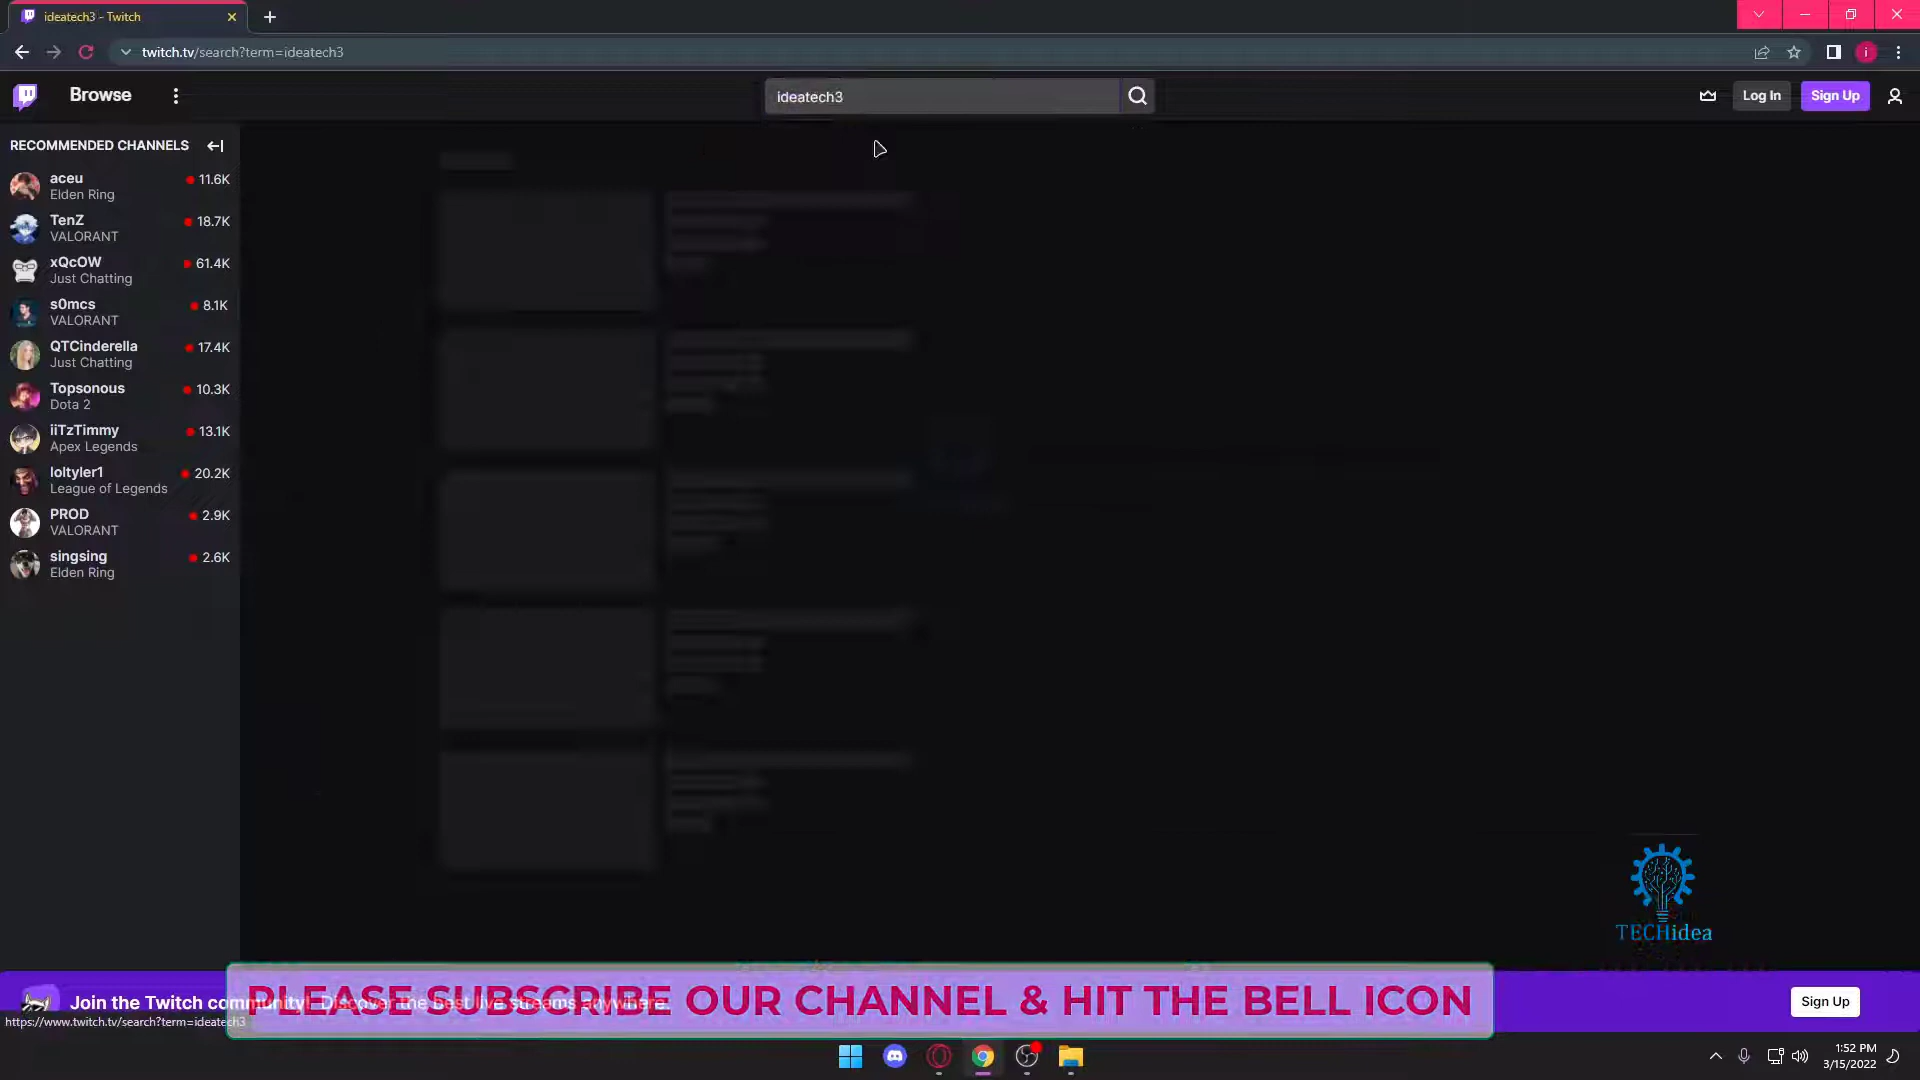 ideatech3 - Twitch
twitch.tv/search?term=ideatech3
Browse
ideatech3
Log In
Sign Up
RECOMMENDED CHANNELS
aceu
11.6K
Elden Ring
TenZ
18.7K
VALORANT
xQcOW
61.4K
Just Chatting
s0mcs
8.1K
VALORANT
QTCinderella
17.4K
Just Chatting
Topsonous
10.3K
Dota 2
iiTzTimmy
13.1K
Apex Legends
loltyler1
20.2K
League of Legends
PROD
2.9K
VALORANT
singsing
2.6K
Elden Ring
TECHidea
Join the Twitch community! Discover the best live streams anywhere.
PLEASE SUBSCRIBE OUR CHANNEL & HIT THE BELL ICON
Sign Up
https://www.twitch.tv/search?term=ideatech3
1:52 PM
3/15/2022